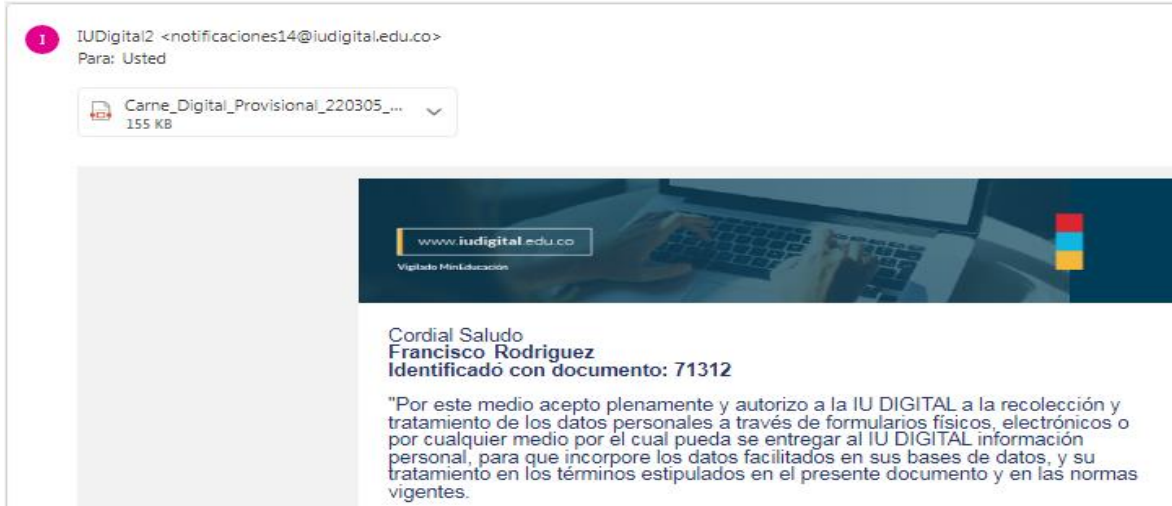 I
IUDigital2 <notificaciones14@iudigital.edu.co>
Para: Usted
Carne_Digital_Provisional_220305_...
155 KB
www.iudigital.edu.co
Vigilado MinEducación
Cordial Saludo
Francisco Rodriguez
Identificado con documento: 71312
"Por este medio acepto plenamente y autorizo a la IU DIGITAL a la recolección y
tratamiento de los datos personales a través de formularios físicos, electrónicos o
por cualquier medio por el cual pueda se entregar al IU DIGITAL información
personal, para que incorpore los datos facilitados en sus bases de datos, y su
tratamiento en los términos estipulados en el presente documento y en las normas
vigentes.